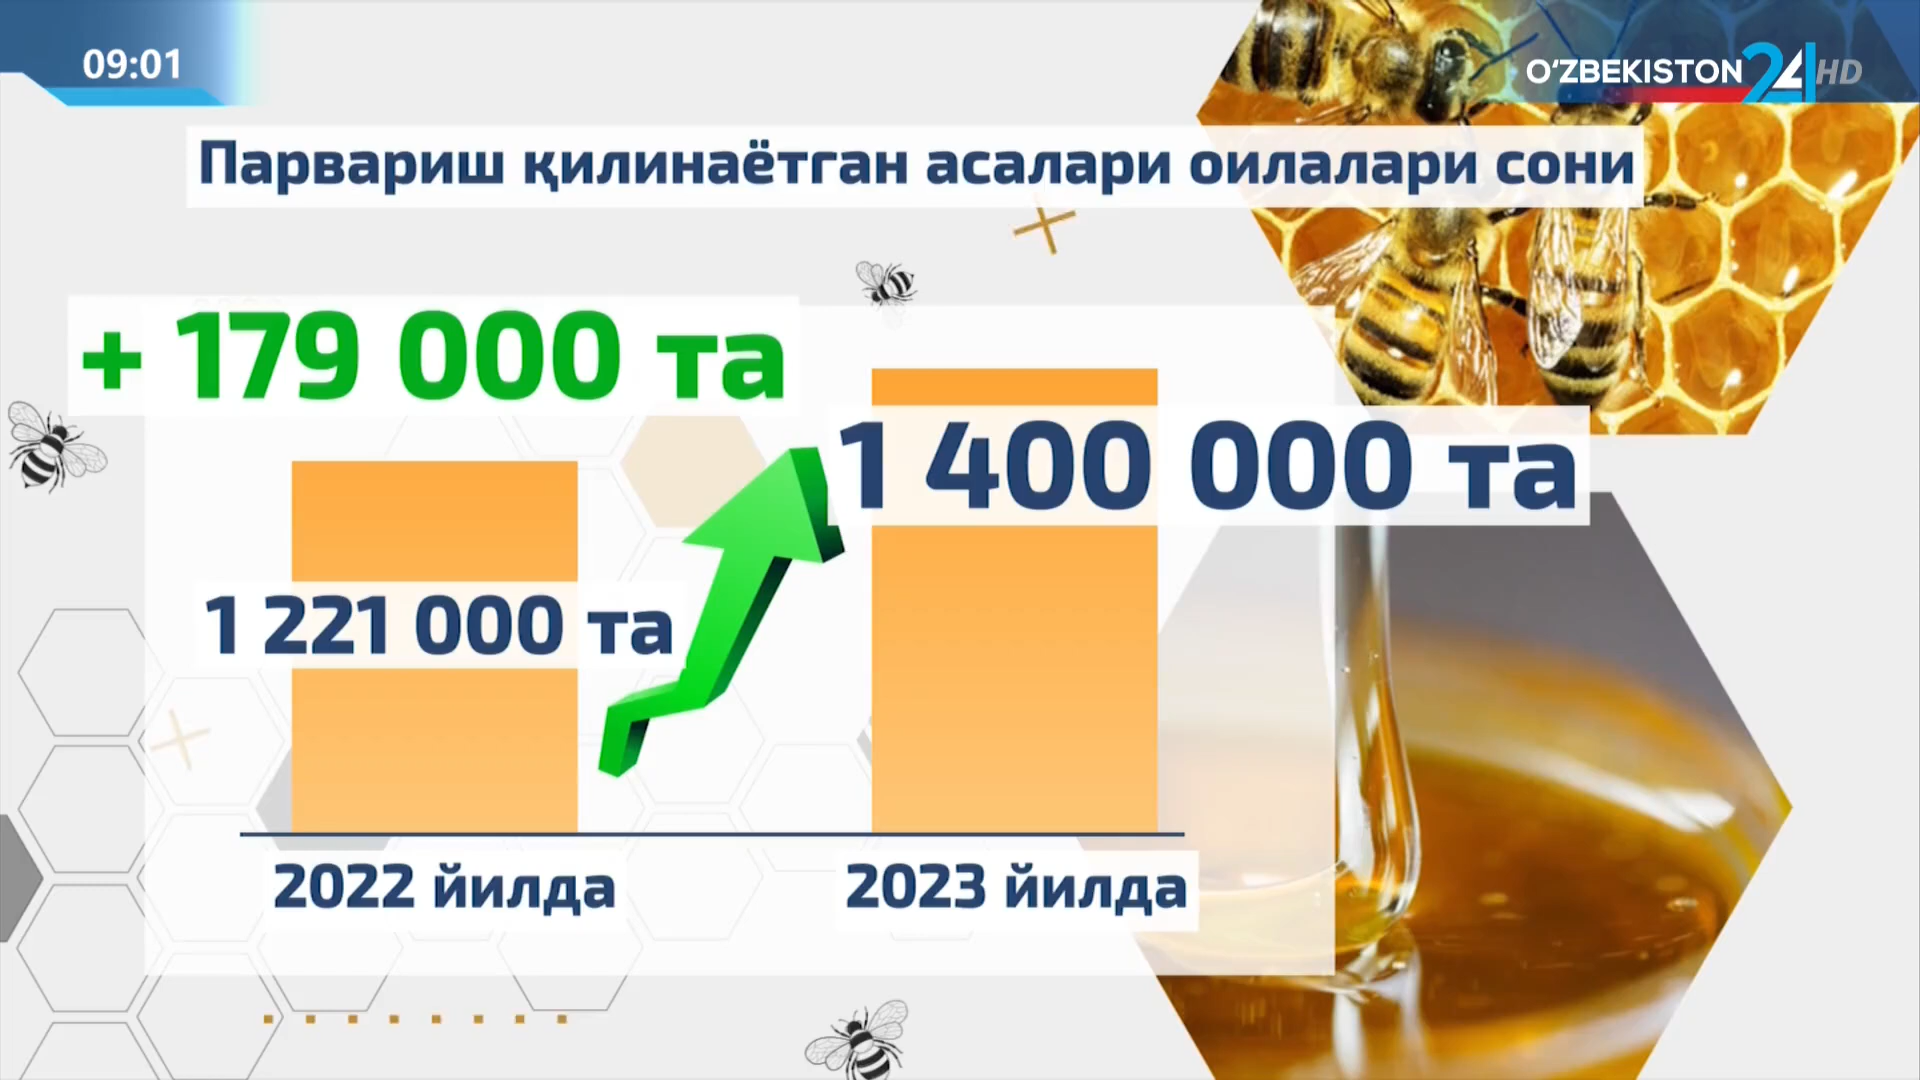 09:01
O‘ZBEKISTON 24 HD
Парвариш қилинаётган асалари оилалари сони
+ 179 000 та
1 400 000 та
1 221 000 та
2022 йилда
2023 йилда